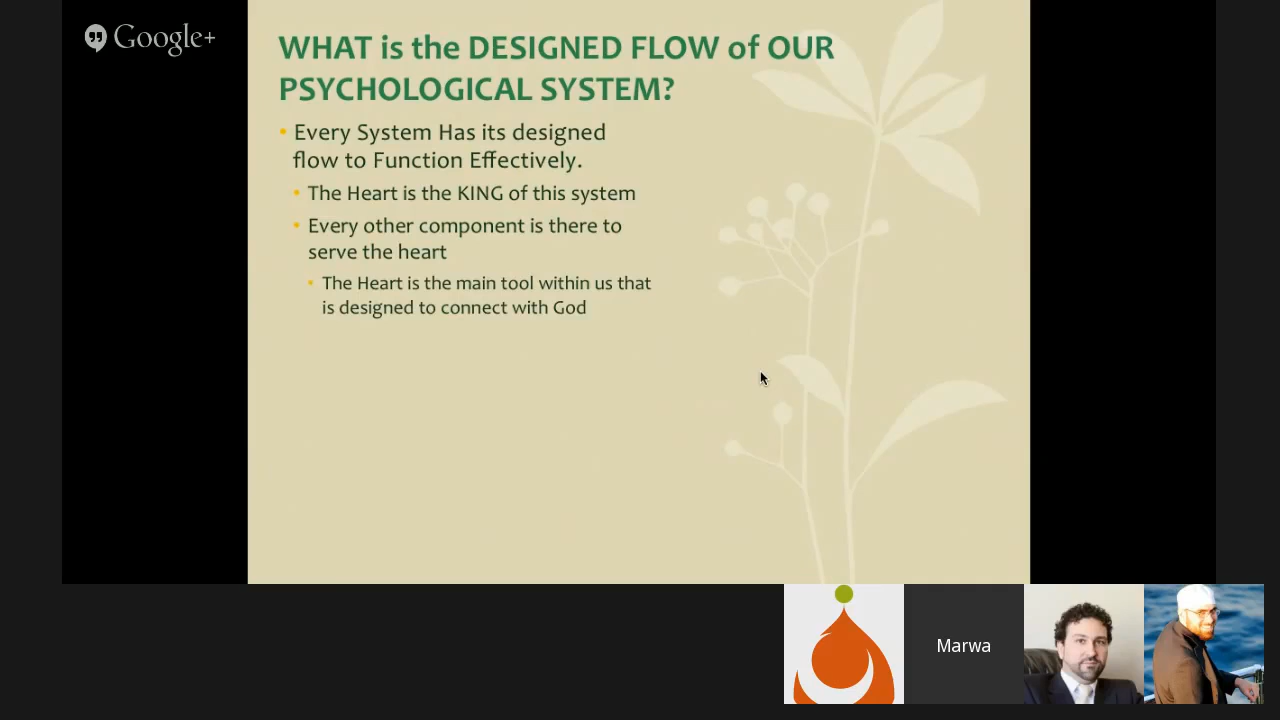 Google+
WHAT is the DESIGNED FLOW of OUR
PSYCHOLOGICAL SYSTEM?
• Every System Has its designed
flow to Function Effectively.
• The Heart is the KING of this system
• Every other component is there to
serve the heart
• The Heart is the main tool within us that
is designed to connect with God
Marwa